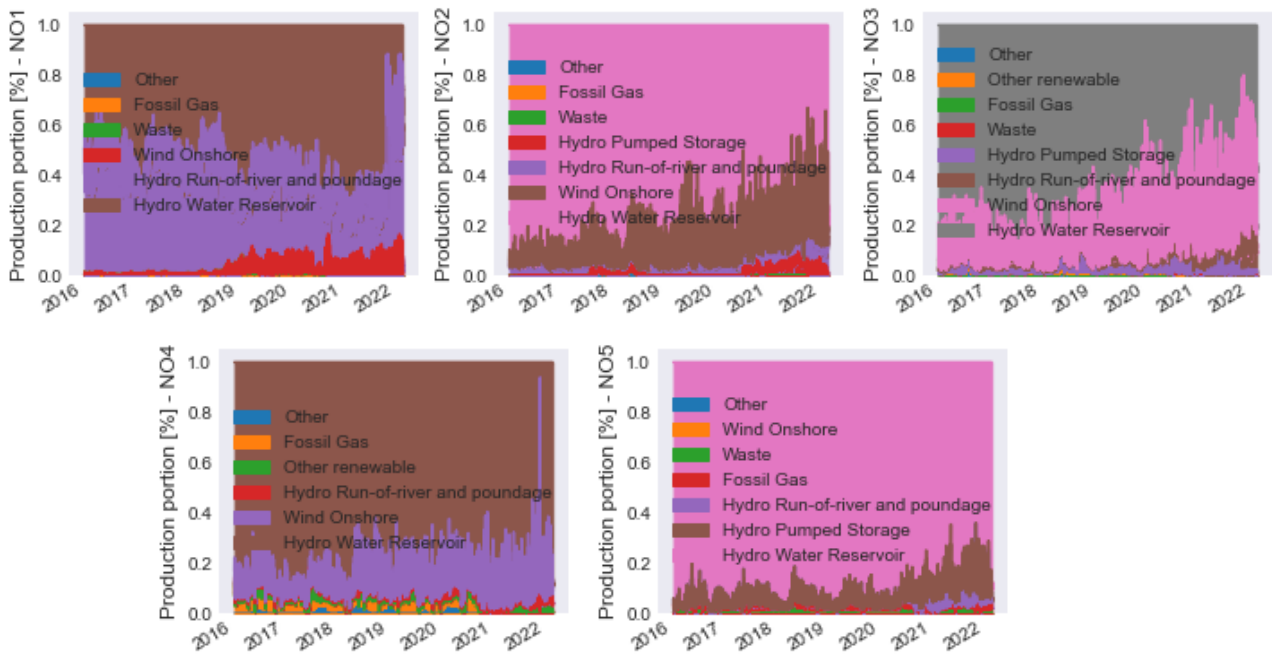 Production portion [%] - NO1
1.0
0.8
0.6
0.4
0.2
0.0
Other
Fossil Gas
Waste
Wind Onshore
Hydro Run-of-river and poundage
Hydro Water Reservoir
2016
2017
2018
2019
2020
2021
2022
Production portion [%] - NO2
1.0
0.8
0.6
0.4
0.2
0.0
Other
Fossil Gas
Waste
Hydro Pumped Storage
Hydro Run-of-river and poundage
Wind Onshore
Hydro Water Reservoir
2016
2017
2018
2019
2020
2021
2022
Production portion [%] - NO3
1.0
0.8
0.6
0.4
0.2
0.0
Other
Other renewable
Fossil Gas
Waste
Hydro Pumped Storage
Hydro Run-of-river and poundage
Wind Onshore
Hydro Water Reservoir
2016
2017
2018
2019
2020
2021
2022
Production portion [%] - NO4
1.0
0.8
0.6
0.4
0.2
0.0
Other
Fossil Gas
Other renewable
Hydro Run-of-river and poundage
Wind Onshore
Hydro Water Reservoir
2016
2017
2018
2019
2020
2021
2022
Production portion [%] - NO5
1.0
0.8
0.6
0.4
0.2
0.0
Other
Wind Onshore
Waste
Fossil Gas
Hydro Run-of-river and poundage
Hydro Pumped Storage
Hydro Water Reservoir
2016
2017
2018
2019
2020
2021
2022